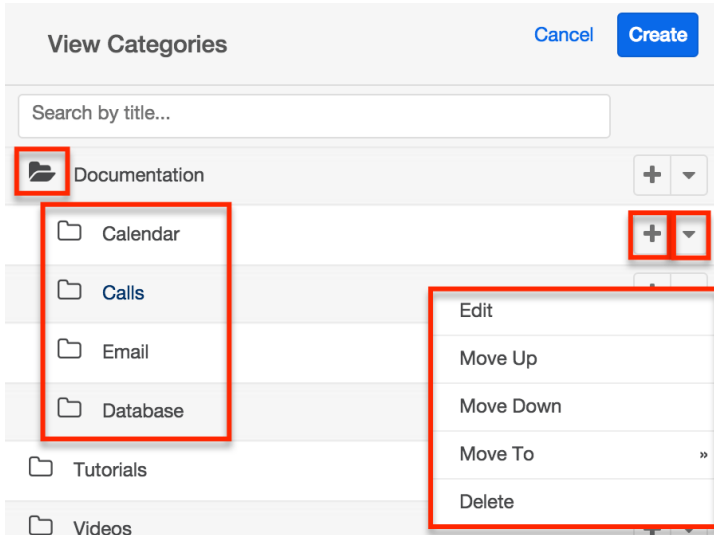 View Categories
Cancel
Create
Search by title...
Documentation
Calendar
Calls
Email
Database
Tutorials
Videos
Edit
Move Up
Move Down
Move To »
Delete